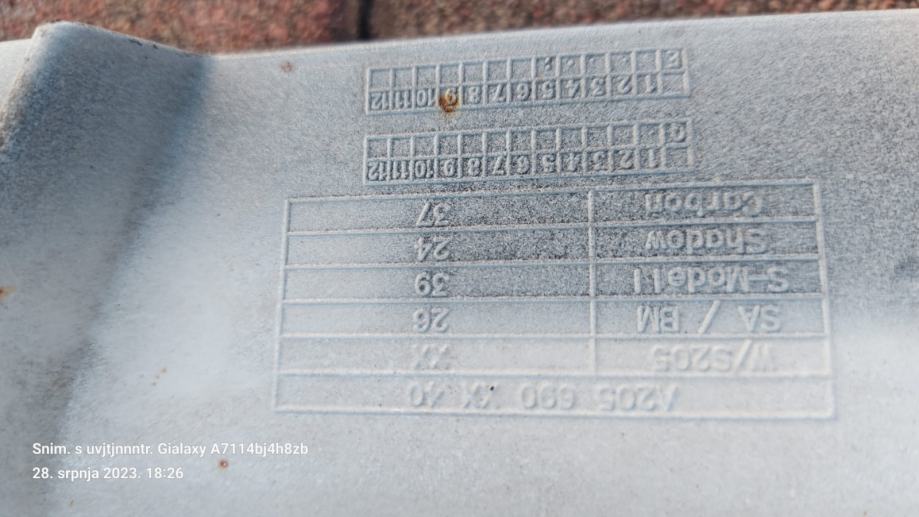 A205 690 XX 40
W/S205 XX
SA / BM 26
S-Modell 39
Shadow 24
Carbon 37
1 2 3 4 5 6 7 8 9 10 11 12
1 2 3 4 5 6 7 8 9 10 11 12
Snim. s uvjtjnnntr. Gialaxy A7114bj4h8zb
28. srpnja 2023. 18:26